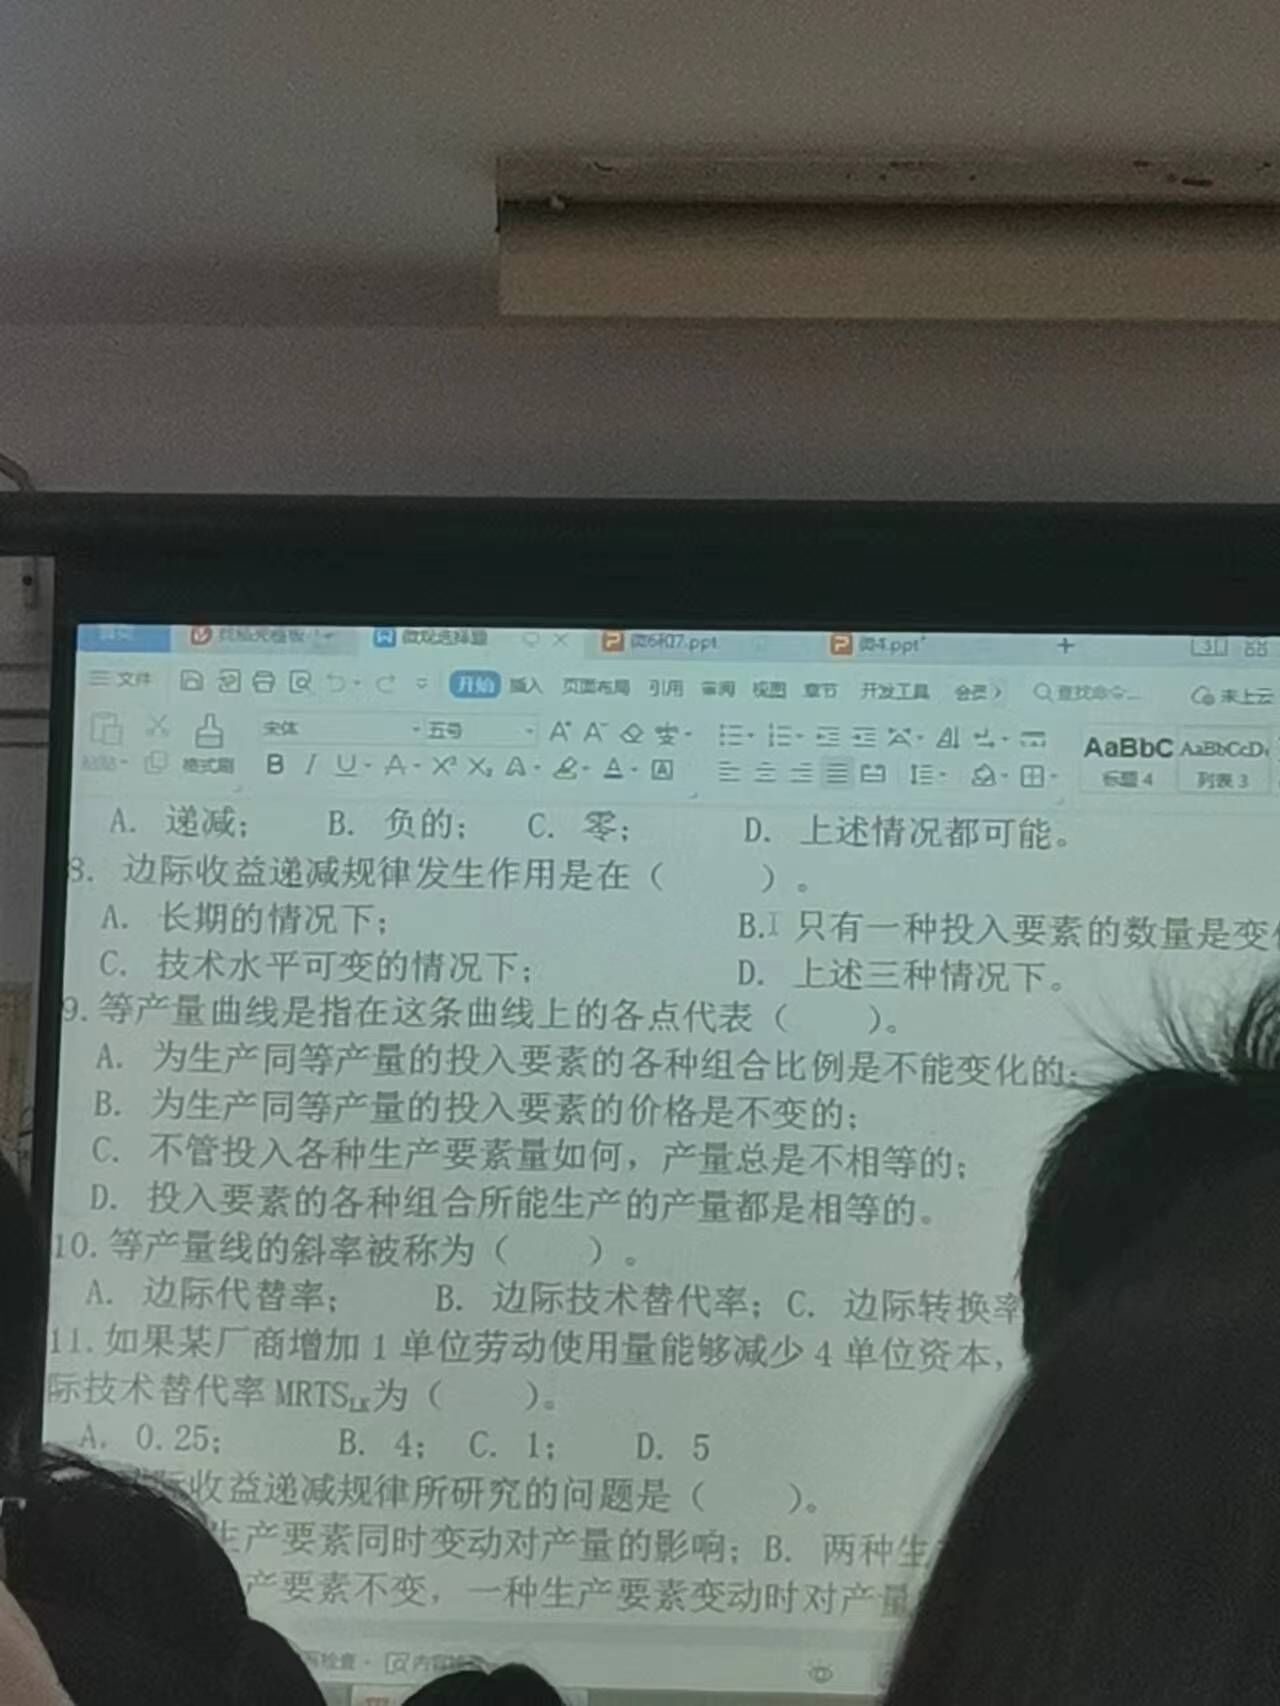 首页 稻壳模板 微观选择题 微6和7.ppt 微4.ppt +
文件 开始 插入 页面布局 引用 审阅 视图 章节 开发工具 会员 查找命令... 未上云
宋体 五号 AaBbC AaBbCcD
粘贴 格式刷 B I U A X² X₂ A A A 标题 4 列表 3
A. 递减; B. 负的; C. 零; D. 上述情况都可能。
8. 边际收益递减规律发生作用是在( )。
A. 长期的情况下; B. 只有一种投入要素的数量是变
C. 技术水平可变的情况下; D. 上述三种情况下。
9.等产量曲线是指在这条曲线上的各点代表( )。
A. 为生产同等产量的投入要素的各种组合比例是不能变化的;
B. 为生产同等产量的投入要素的价格是不变的;
C. 不管投入各种生产要素量如何，产量总是不相等的;
D. 投入要素的各种组合所能生产的产量都是相等的。
10.等产量线的斜率被称为( )。
A. 边际代替率; B. 边际技术替代率; C. 边际转换率
11.如果某厂商增加 1 单位劳动使用量能够减少 4 单位资本,
际技术替代率 MRTS_LK 为( )。
A. 0.25; B. 4; C. 1; D. 5
际收益递减规律所研究的问题是( )。
生产要素同时变动对产量的影响; B. 两种生
产要素不变，一种生产要素变动时对产量
检查